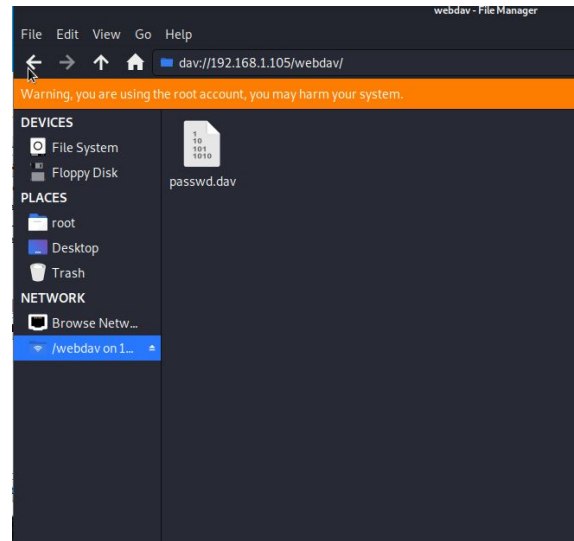 webdav - File Manager
File Edit View Go Help
dav://192.168.1.105/webdav/
Warning, you are using the root account, you may harm your system.
DEVICES
File System
Floppy Disk
PLACES
root
Desktop
Trash
NETWORK
Browse Netw...
/webdav on 1...
1
10
101
1010
passwd.dav